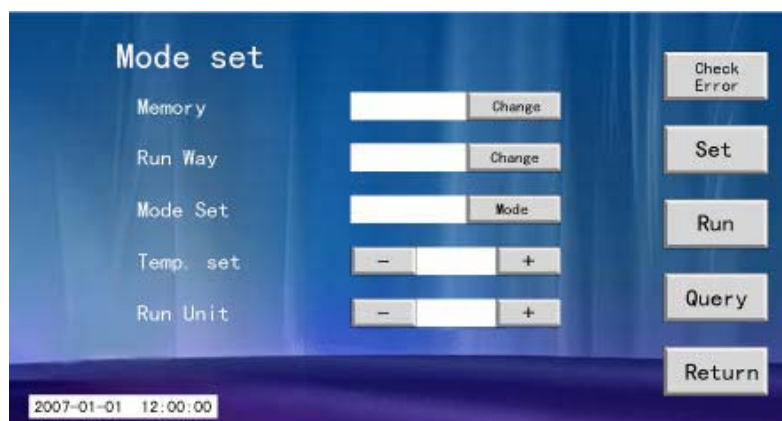 Mode set
Memory Change
Run Way Change
Mode Set Mode
Temp. set - +
Run Unit - +
Check
Error
Set
Run
Query
Return
2007-01-01 12:00:00